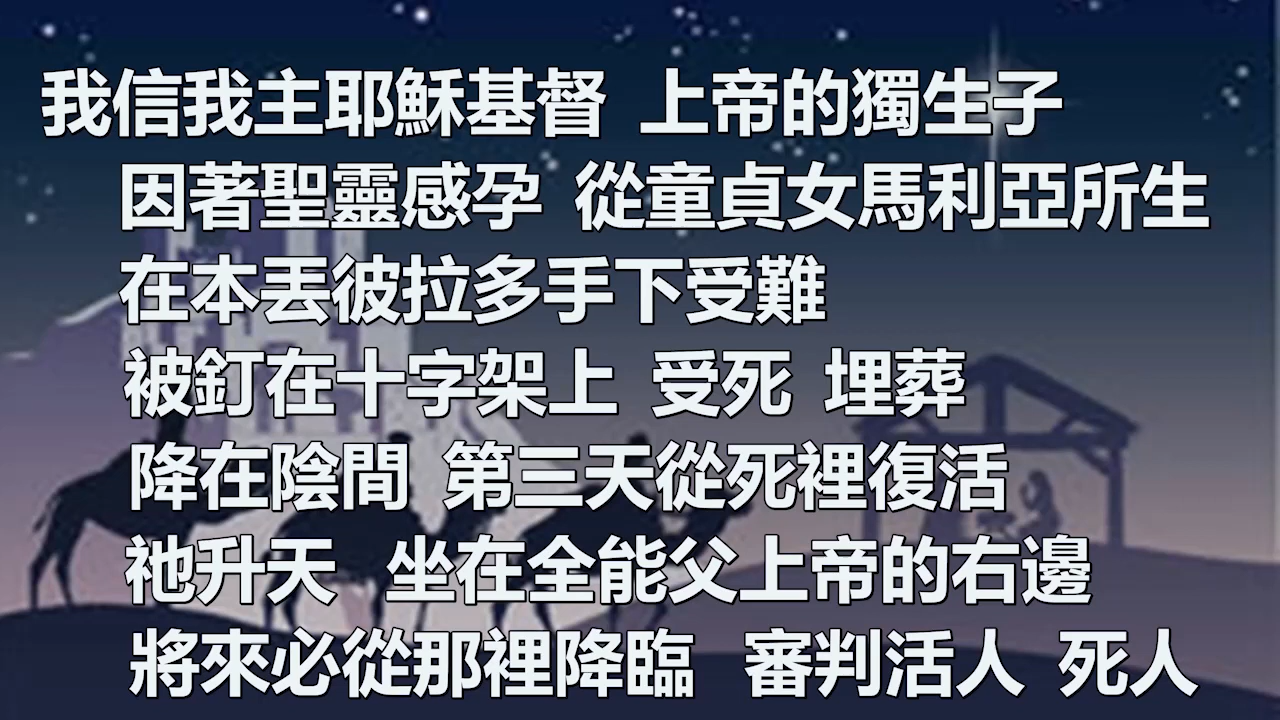 我信我主耶穌基督 上帝的獨生子
因著聖靈感孕 從童貞女馬利亞所生
在本丟彼拉多手下受難
被釘在十字架上 受死 埋葬
降在陰間 第三天從死裡復活
祂升天 坐在全能父上帝的右邊
將來必從那裡降臨 審判活人 死人